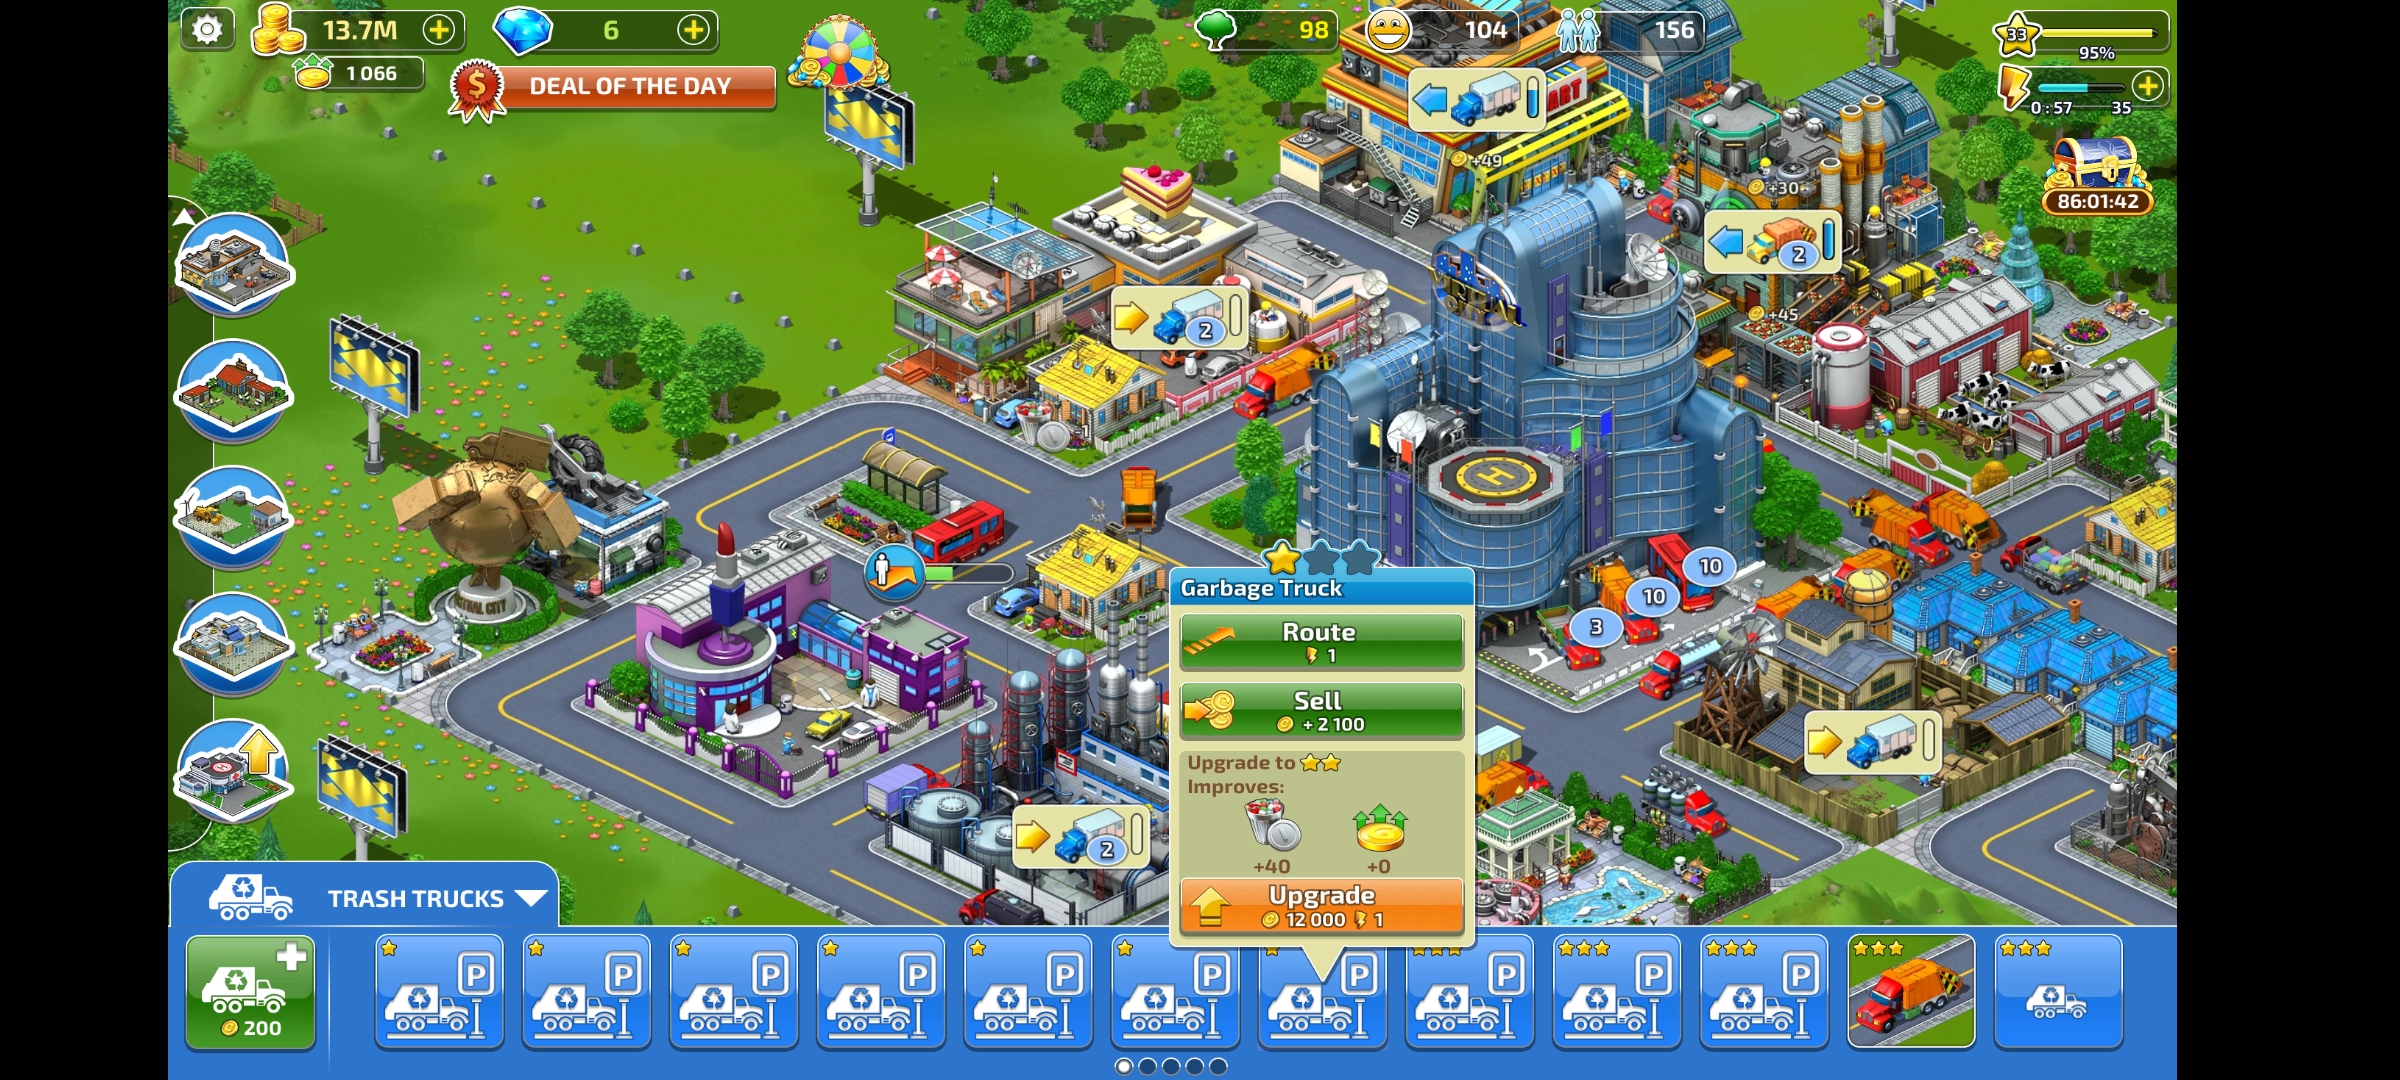 13.7M
6
98
104
156
33
95%
1 066
DEAL OF THE DAY
0:57
35
86:01:42
ART
+49
+30
2
+45
2
1
H
10
10
3
Garbage Truck
Route
1
Sell
+ 2 100
Upgrade to
Improves:
+40
+0
Upgrade
12 000
1
2
TRASH TRUCKS
200
P
P
P
P
P
P
P
P
P
P